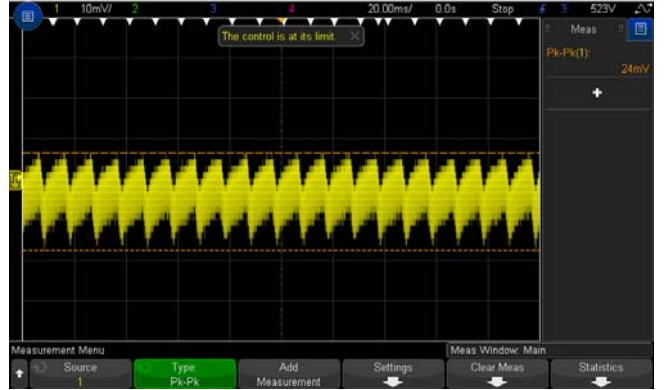 1 10mV/ 2 3 4 20.00ms/ 0.0s Stop 3 523V
The control is at its limit.
Meas
Pk-Pk(1):
24mV
Measurement Menu
Meas Window: Main
Source
1
Type:
Pk-Pk
Add
Measurement
Settings
Clear Meas
Statistics